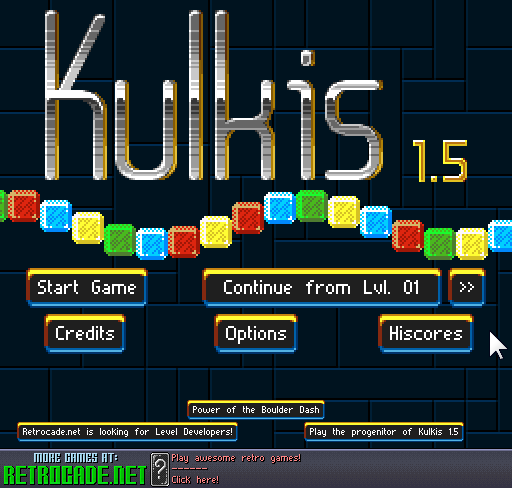 Kulkis
1.5
Start Game
Continue from Lvl. 01
>>
Credits
Options
Hiscores
Power of the Boulder Dash
Retrocade.net is looking for Level Developers!
Play the progenitor of Kulkis 1.5
MORE GAMES AT:
RETROCADE.NET
?
Play awesome retro games!
------
Click here!